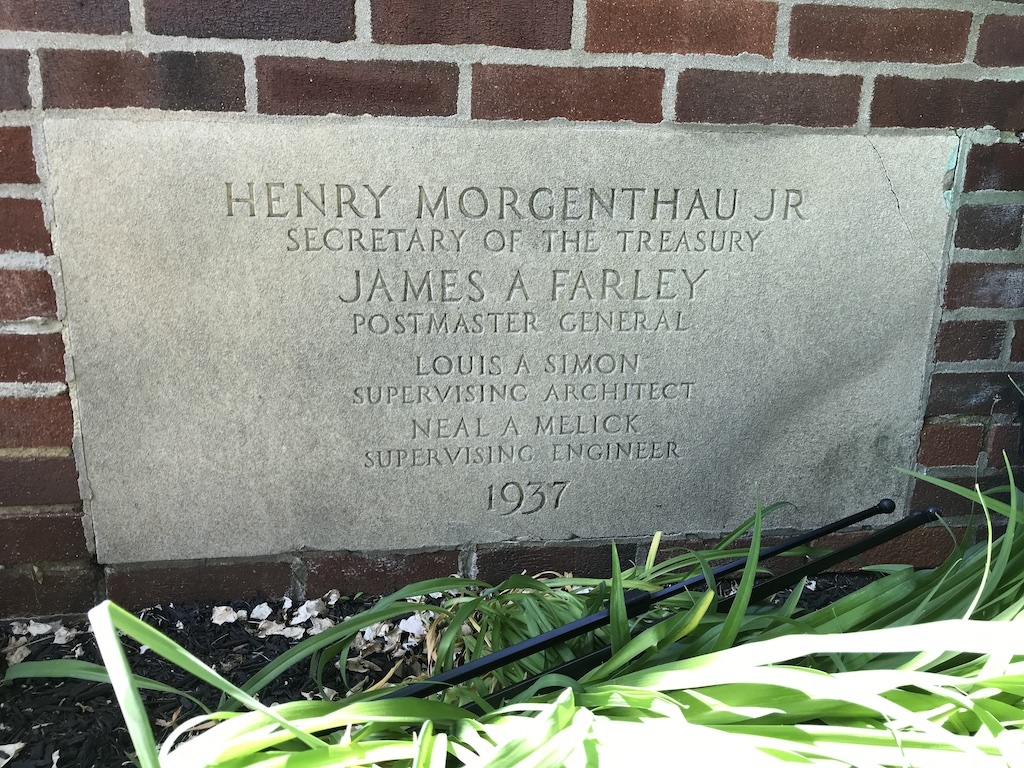 HENRY MORGENTHAU JR
SECRETARY OF THE TREASURY
JAMES A FARLEY
POSTMASTER GENERAL
LOUIS A SIMON
SUPERVISING ARCHITECT
NEAL A MELICK
SUPERVISING ENGINEER
1937